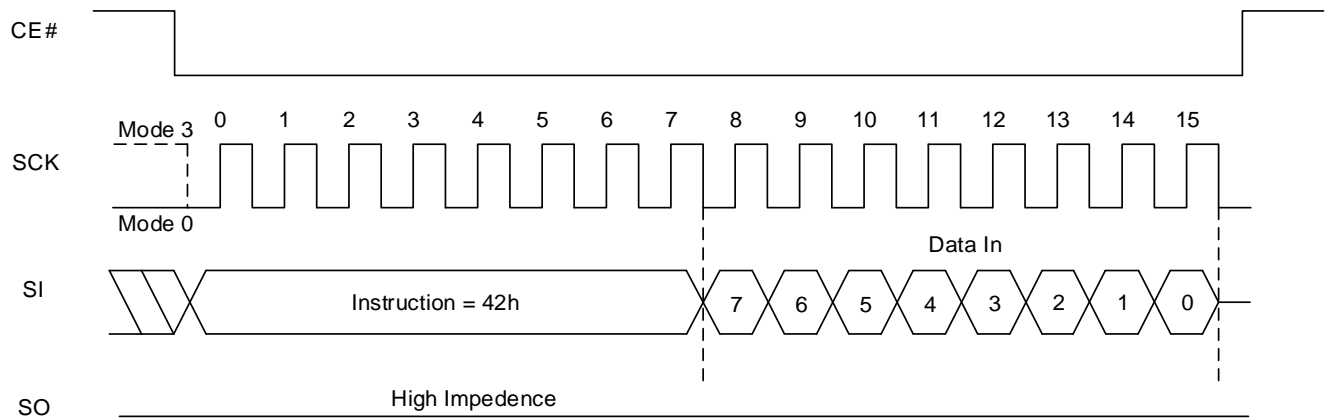 CE#
0 1 2 3 4 5 6 7 8 9 10 11 12 13 14 15
Mode 3
SCK
Mode 0
Data In
SI
Instruction = 42h
7 6 5 4 3 2 1 0
High Impedence
SO